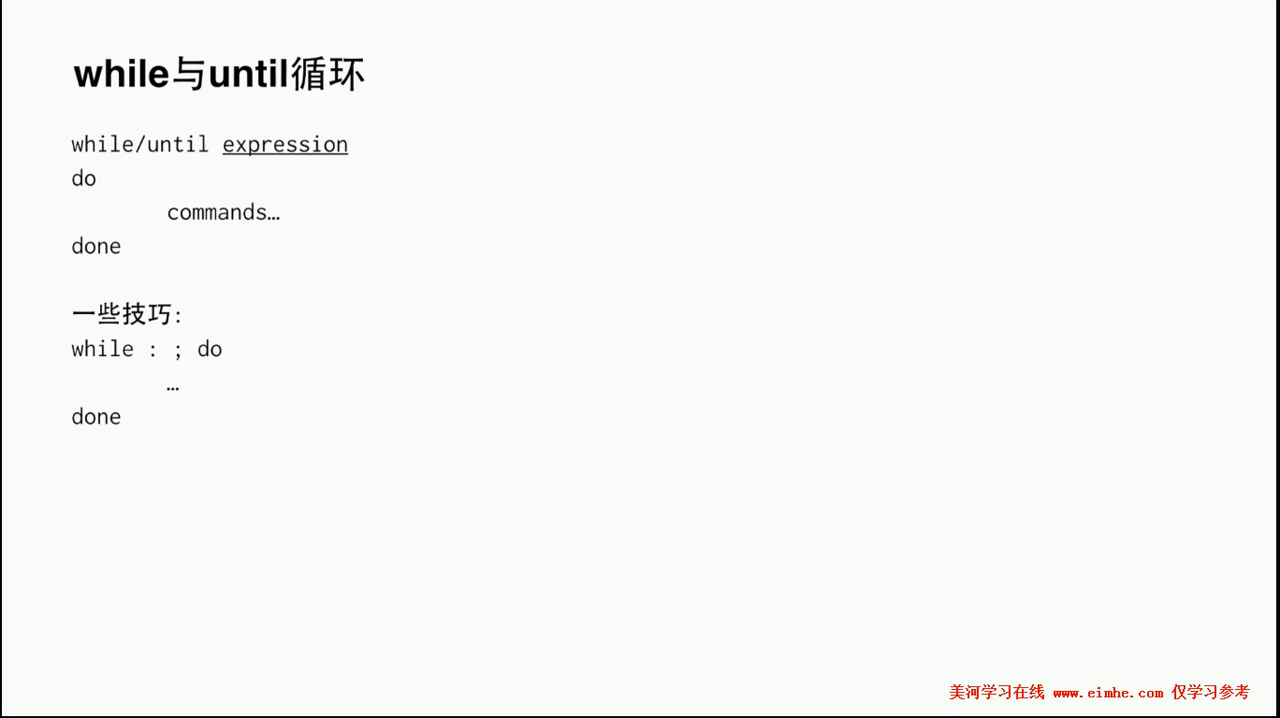 while与until循环
while/until expression
do
commands…
done
一些技巧：
while : ; do
…
done
美河学习在线 www.eimhe.com 仅学习参考